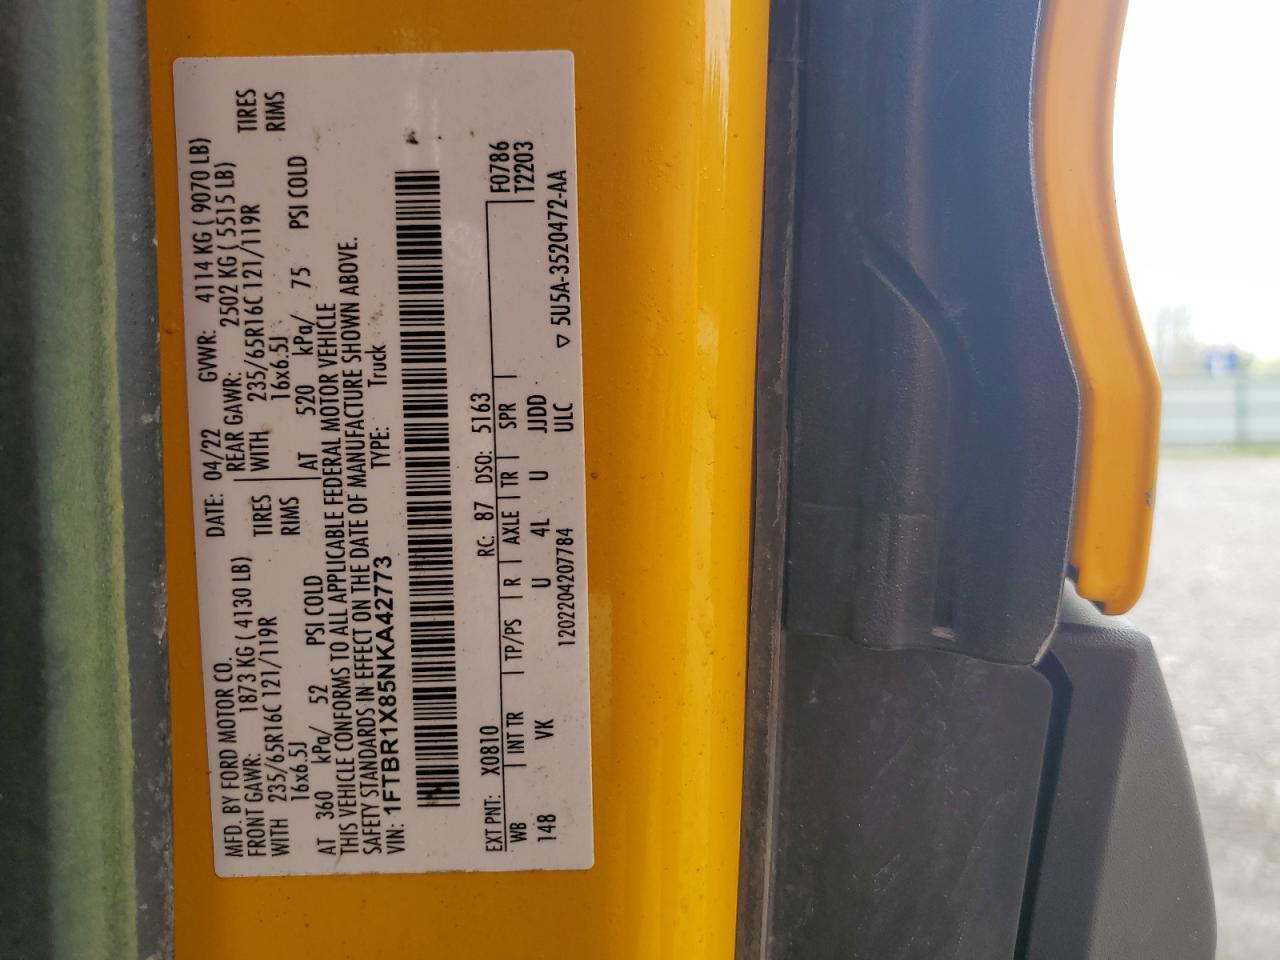 MFD. BY FORD MOTOR CO.
DATE: 04/22 GVWR: 4114 KG ( 9070 LB)
FRONT GAWR: 1873 KG ( 4130 LB) REAR GAWR: 2502 KG ( 5515 LB)
WITH 235/65R16C 121/119R TIRES WITH 235/65R16C 121/119R TIRES
16x6.5J RIMS 16x6.5J RIMS
AT 360 kPa/ 52 PSI COLD AT 520 kPa/ 75 PSI COLD
THIS VEHICLE CONFORMS TO ALL APPLICABLE FEDERAL MOTOR VEHICLE
SAFETY STANDARDS IN EFFECT ON THE DATE OF MANUFACTURE SHOWN ABOVE.
VIN: 1FTBR1X85NKA42773 TYPE: Truck
EXT PNT: X0810 RC: 87 DSO: 5163
F0786
WB INT TR TP/PS R AXLE TR SPR T2203
148 VK U 4L U JJDD
1202204207784 ULC ▽ 5U5A-3520472-AA